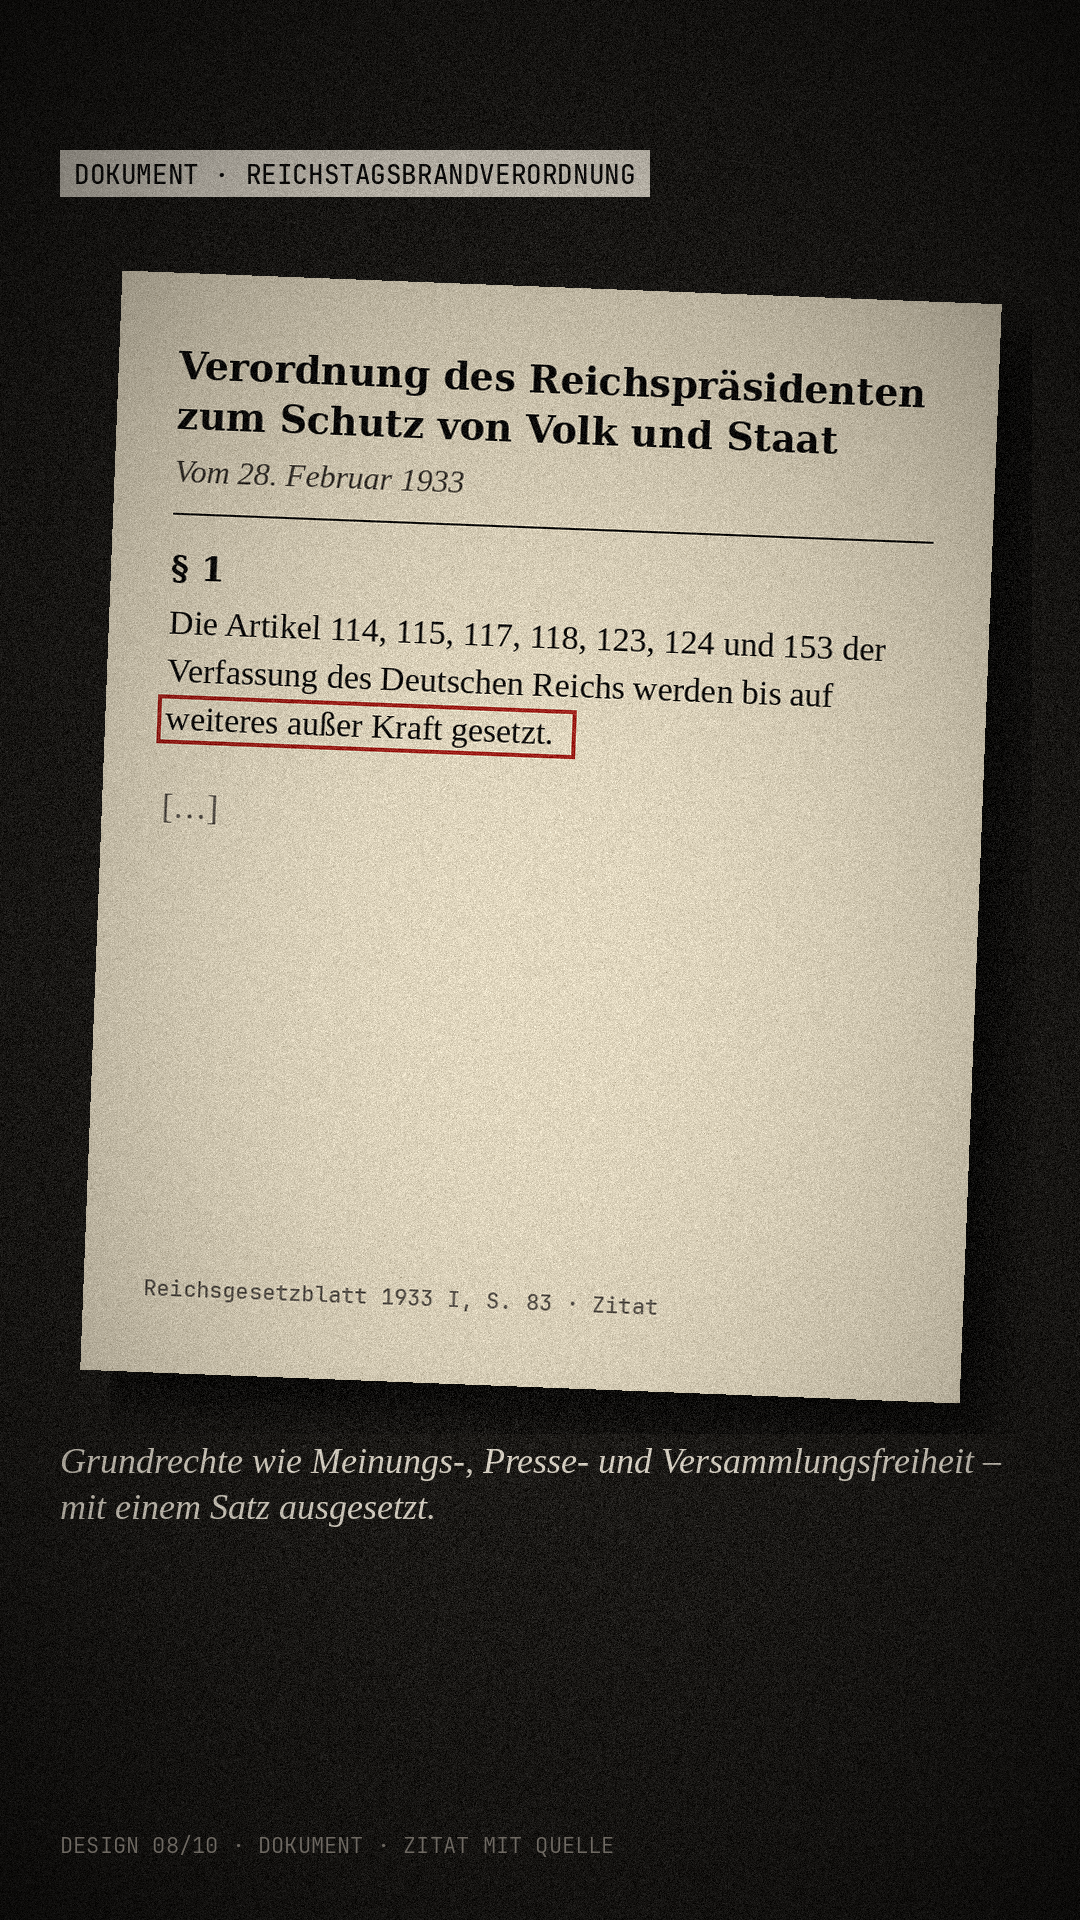 DOKUMENT · REICHSTAGSBRANDVERORDNUNG
Verordnung des Reichspräsidenten
zum Schutz von Volk und Staat
Vom 28. Februar 1933
§ 1
Die Artikel 114, 115, 117, 118, 123, 124 und 153 der
Verfassung des Deutschen Reichs werden bis auf
weiteres außer Kraft gesetzt.
[…]
Reichsgesetzblatt 1933 I, S. 83 · Zitat
Grundrechte wie Meinungs-, Presse- und Versammlungsfreiheit –
mit einem Satz ausgesetzt.
DESIGN 08/10 · DOKUMENT · ZITAT MIT QUELLE